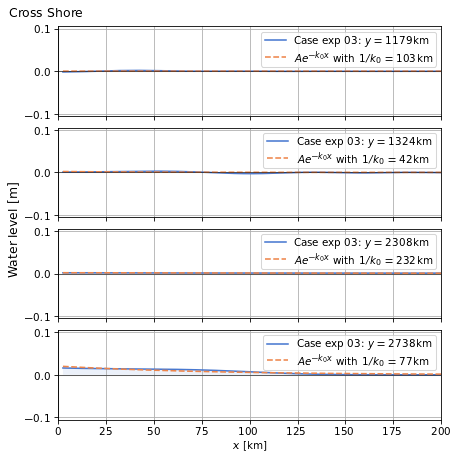 Cross Shore
Water level [m]
0.1
0.0
−0.1
Case exp 03: y = 1179km
Ae^{−k₀x} with 1/k₀ = 103km
0.1
0.0
−0.1
Case exp 03: y = 1324km
Ae^{−k₀x} with 1/k₀ = 42km
0.1
0.0
−0.1
Case exp 03: y = 2308km
Ae^{−k₀x} with 1/k₀ = 232km
0.1
0.0
−0.1
Case exp 03: y = 2738km
Ae^{−k₀x} with 1/k₀ = 77km
0 25 50 75 100 125 150 175 200
x [km]